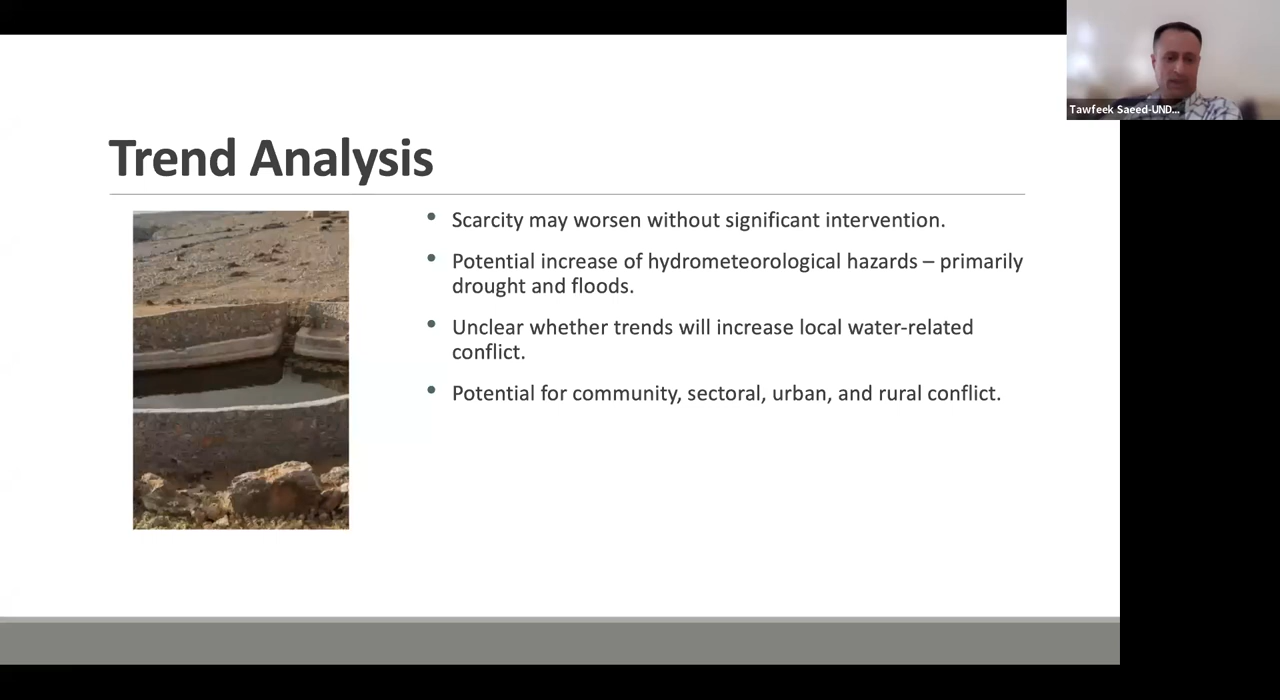 Tawfeek Saeed-UND...
Trend Analysis
• Scarcity may worsen without significant intervention.
• Potential increase of hydrometeorological hazards – primarily
drought and floods.
• Unclear whether trends will increase local water-related
conflict.
• Potential for community, sectoral, urban, and rural conflict.